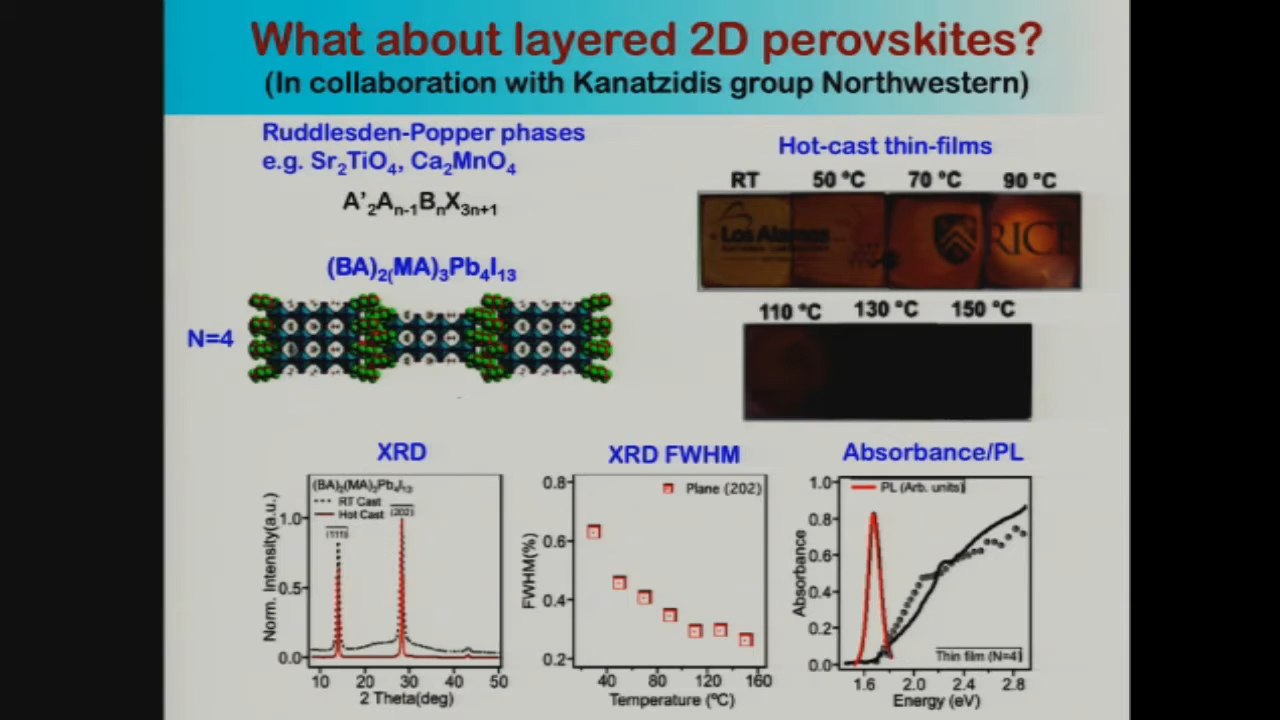 What about layered 2D perovskites?
(In collaboration with Kanatzidis group Northwestern)
Ruddlesden-Popper phases
e.g. Sr2TiO4, Ca2MnO4
A'2An-1BnX3n+1
(BA)2(MA)3Pb4I13
N=4
Hot-cast thin-films
RT 50 °C 70 °C 90 °C
Los Alamos
RICE
110 °C 130 °C 150 °C
XRD
(BA)2(MA)3Pb4I13
RT Cast
Hot Cast
(111)
(202)
Norm. Intensity(a.u.)
1.0
0.5
0.0
10 20 30 40 50
2 Theta(deg)
XRD FWHM
Plane (202)
FWHM(%)
0.8
0.6
0.4
0.2
40 80 120 160
Temperature (°C)
Absorbance/PL
PL (Arb. units)
Absorbance
1.0
0.8
0.6
0.4
0.2
0.0
Thin film (N=4)
1.6 2.0 2.4 2.8
Energy (eV)